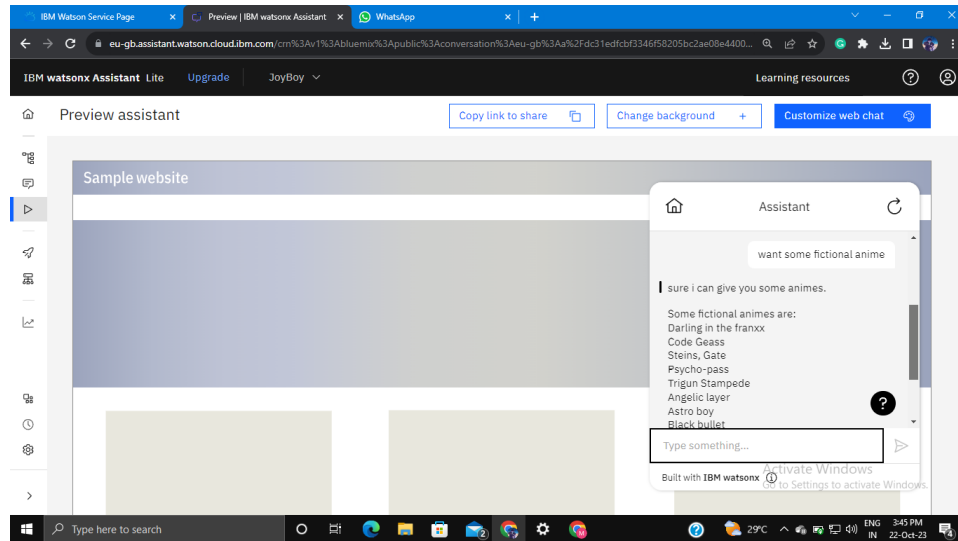 IBM Watson Service Page
Preview | IBM watsonx Assistant
WhatsApp
eu-gb.assistant.watson.cloud.ibm.com/crn%3Av1%3Abluemix%3Apublic%3Aconversation%3Aeu-gb%3Aa%2Fdc31edfcbf3346f58205bc2ae08e4400...
IBM watsonx Assistant Lite Upgrade JoyBoy Learning resources
Preview assistant Copy link to share Change background + Customize web chat
Sample website
Assistant
want some fictional anime
sure i can give you some animes.
Some fictional animes are:
Darling in the franxx
Code Geass
Steins, Gate
Psycho-pass
Trigun Stampede
Angelic layer
Astro boy
Black bullet
?
Type something...
Built with IBM watsonx
Activate Windows
Go to Settings to activate Windows.
Type here to search
29°C
ENG
IN
3:45 PM
22-Oct-23